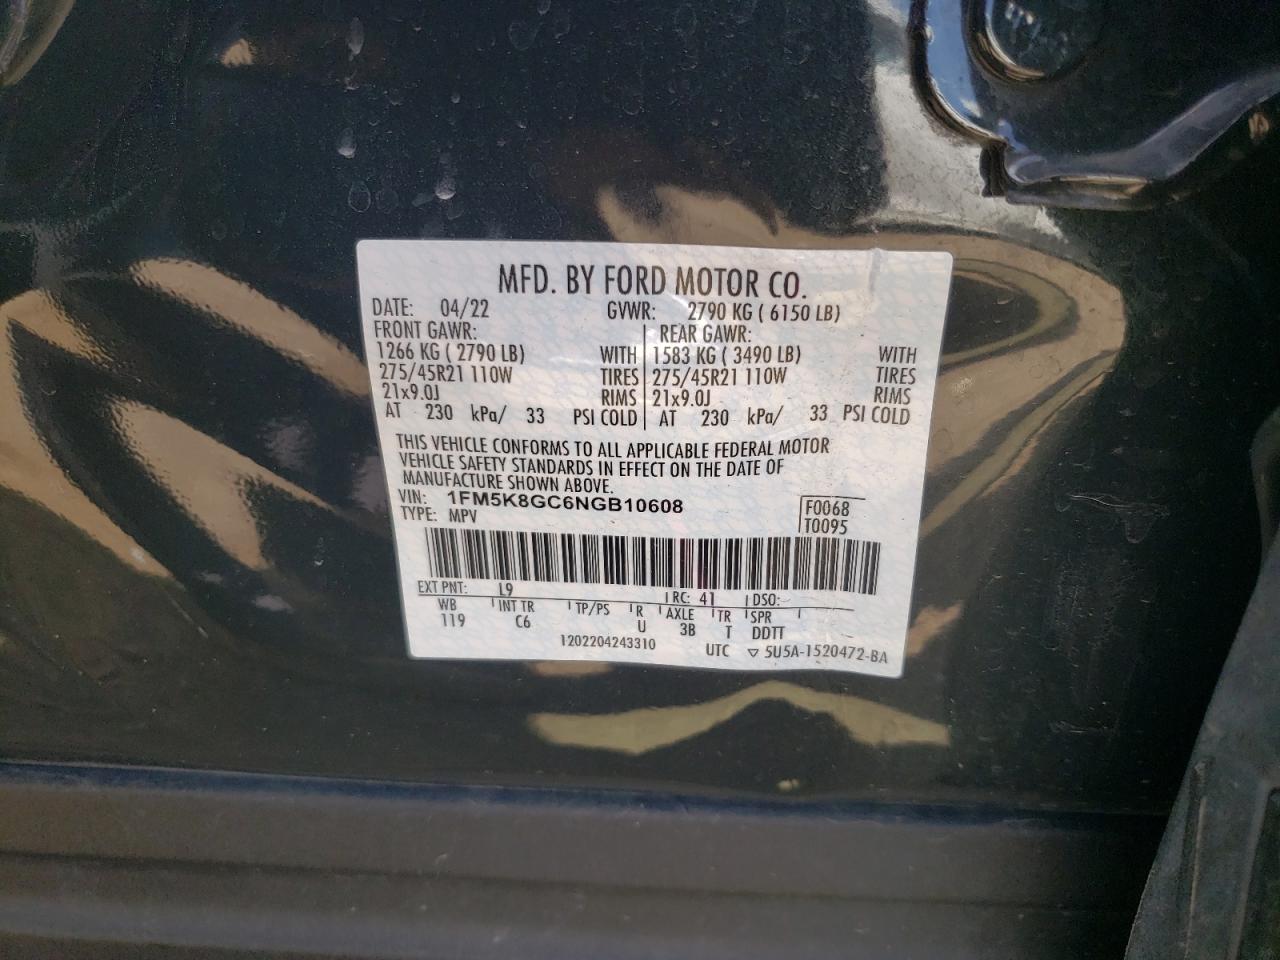 MFD. BY FORD MOTOR CO.
DATE: 04/22 GVWR: 2790 KG ( 6150 LB)
FRONT GAWR: REAR GAWR:
1266 KG ( 2790 LB) WITH 1583 KG ( 3490 LB) WITH
275/45R21 110W TIRES 275/45R21 110W TIRES
21x9.0J RIMS 21x9.0J RIMS
AT 230 kPa/ 33 PSI COLD AT 230 kPa/ 33 PSI COLD
THIS VEHICLE CONFORMS TO ALL APPLICABLE FEDERAL MOTOR
VEHICLE SAFETY STANDARDS IN EFFECT ON THE DATE OF
MANUFACTURE SHOWN ABOVE.
VIN: 1FM5K8GC6NGB10608 F0068
TYPE: MPV T0095
EXT PNT: L9 RC: 41 DSO:
WB INT TR TP/PS R AXLE TR SPR
119 C6 U 3B T DDTT
1202204243310 UTC ▽ 5U5A-1520472-BA